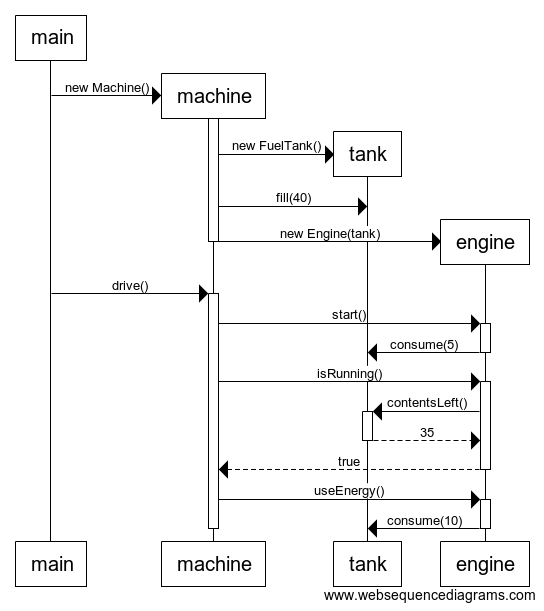 main
new Machine()
machine
new FuelTank()
tank
fill(40)
new Engine(tank)
engine
drive()
start()
consume(5)
isRunning()
contentsLeft()
35
true
useEnergy()
consume(10)
main machine tank engine
www.websequencediagrams.com